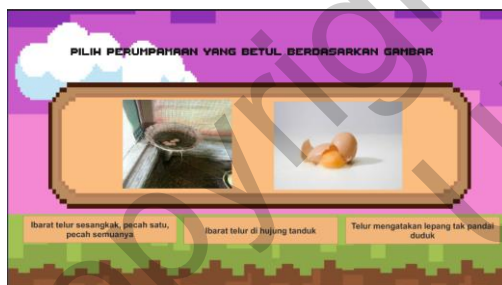 PILIH PERUMPAMAAN YANG BETUL BERDASARKAN GAMBAR
Ibarat telur sesangkak, pecah satu,
pecah semuanya
Ibarat telur di hujung tanduk
Telur mengatakan lepang tak pandai
duduk